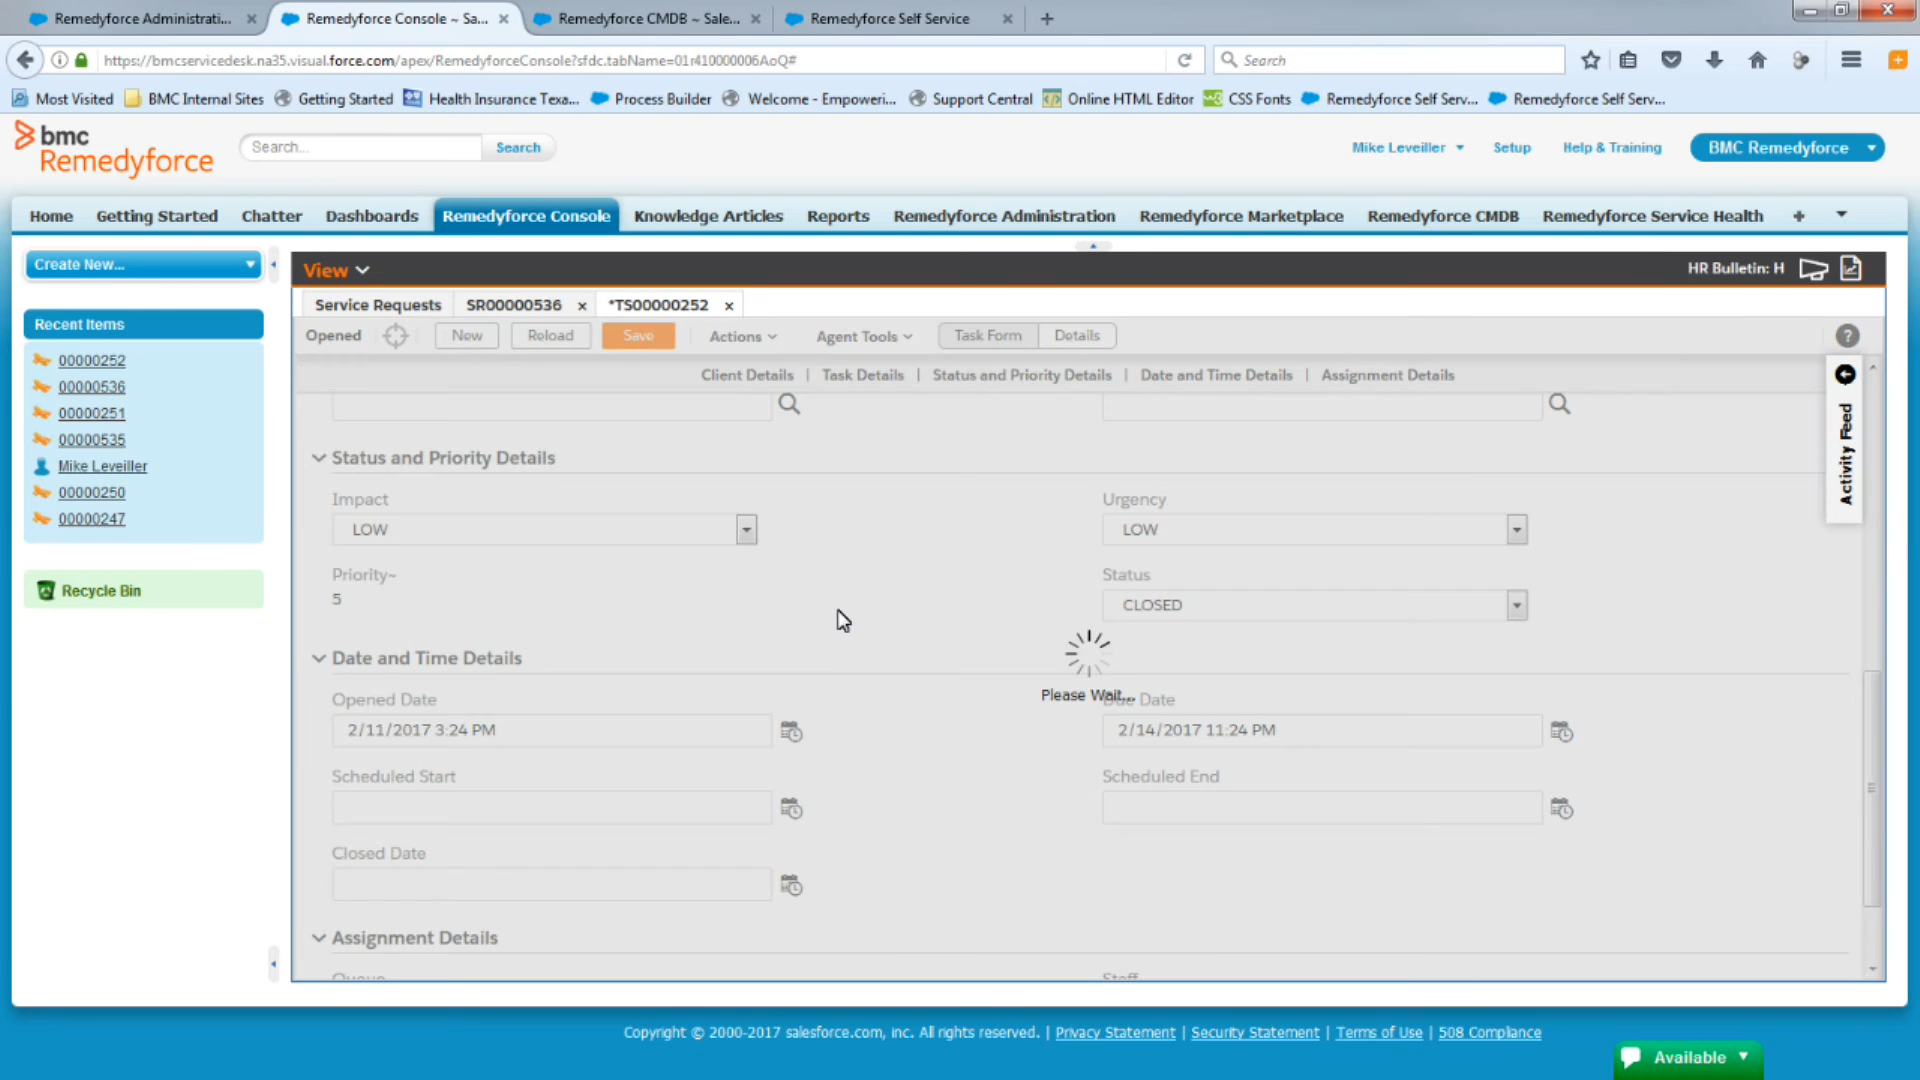 Remedyforce Administrati... ×
Remedyforce Console ~ Sa... ×
Remedyforce CMDB ~ Sale... ×
Remedyforce Self Service ×
https://bmcservicedesk.na35.visual.force.com/apex/RemedyforceConsole?sfdc.tabName=01r410000006AoQ#
Search
Most Visited BMC Internal Sites Getting Started Health Insurance Texa... Process Builder Welcome - Empoweri... Support Central Online HTML Editor CSS Fonts Remedyforce Self Serv... Remedyforce Self Serv...
bmc
Remedyforce
Search... Search
Mike Leveiller Setup Help & Training BMC Remedyforce
Home Getting Started Chatter Dashboards Remedyforce Console Knowledge Articles Reports Remedyforce Administration Remedyforce Marketplace Remedyforce CMDB Remedyforce Service Health +
Create New...
Recent Items
00000252
00000536
00000251
00000535
Mike Leveiller
00000250
00000247
Recycle Bin
View HR Bulletin: H
Service Requests SR00000536 × *TS00000252 ×
Opened New Reload Save Actions Agent Tools Task Form Details ?
Client Details | Task Details | Status and Priority Details | Date and Time Details | Assignment Details
Activity Feed
Status and Priority Details
Impact Urgency
LOW LOW
Priority~ Status
5 CLOSED
Date and Time Details
Please Wait...
Opened Date Due Date
2/11/2017 3:24 PM 2/14/2017 11:24 PM
Scheduled Start Scheduled End
Closed Date
Assignment Details
Queue Staff
Copyright © 2000-2017 salesforce.com, inc. All rights reserved. | Privacy Statement | Security Statement | Terms of Use | 508 Compliance
Available